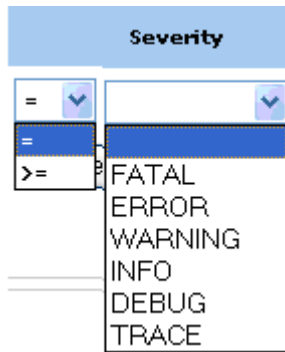 Severity
=
=
>=
e
FATAL
ERROR
WARNING
INFO
DEBUG
TRACE